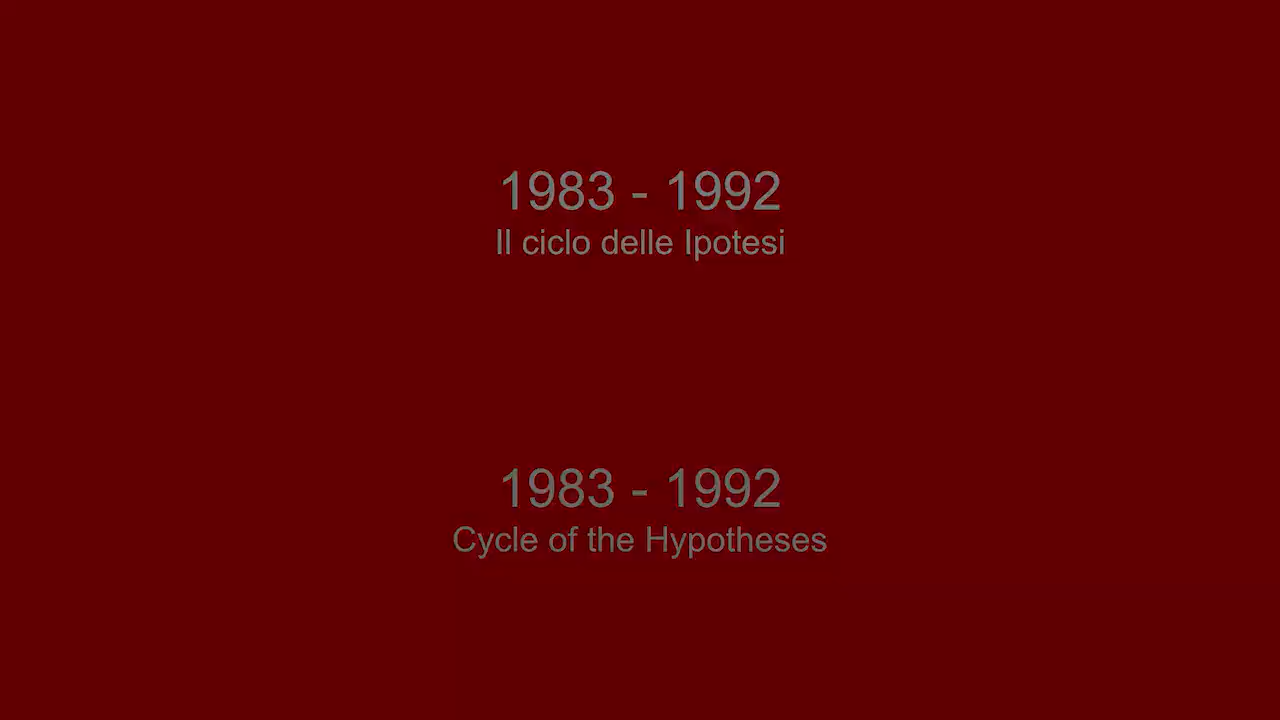 1983 - 1992
Il ciclo delle Ipotesi
1983 - 1992
Cycle of the Hypotheses